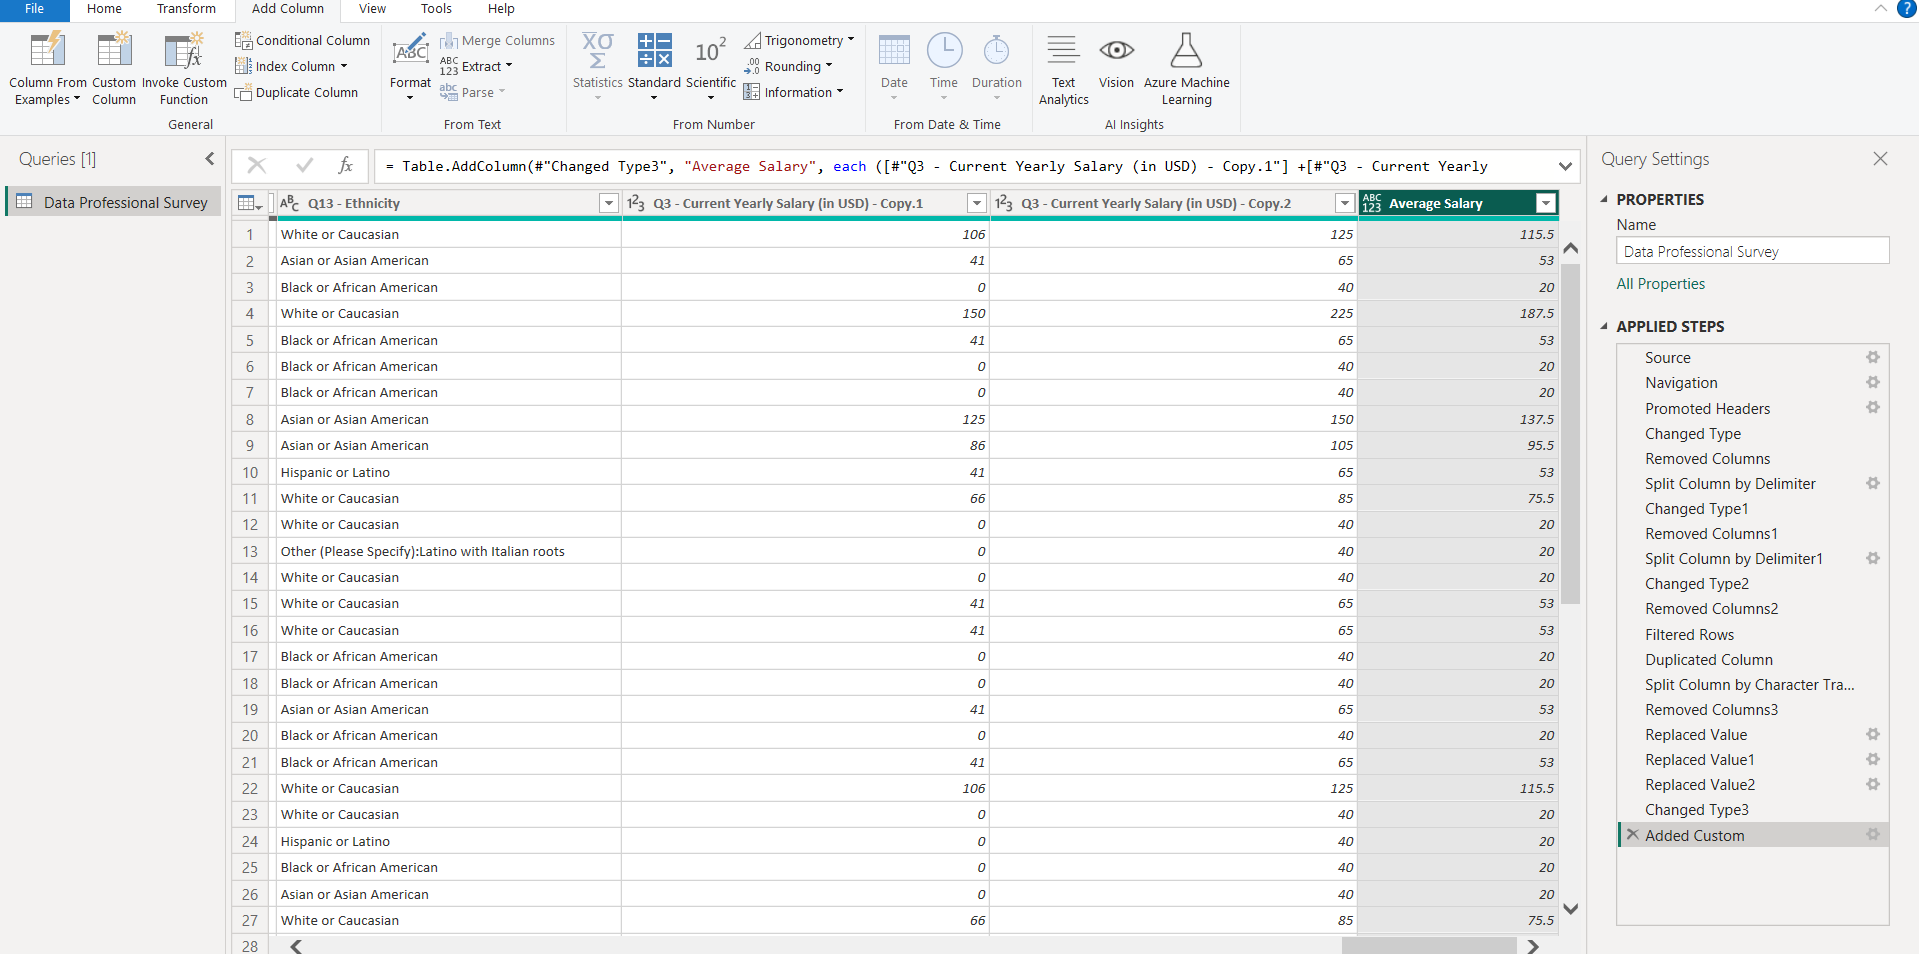 File Home Transform Add Column View Tools Help
Column From Examples
Custom Column
Invoke Custom Function
Conditional Column
Index Column
Duplicate Column
General
Format
Merge Columns
Extract
Parse
From Text
Statistics
Standard
Scientific
Trigonometry
Rounding
Information
From Number
Date
Time
Duration
From Date & Time
Text Analytics
Vision
Azure Machine Learning
AI Insights
Queries [1]
Data Professional Survey
= Table.AddColumn(#"Changed Type3", "Average Salary", each ([#"Q3 - Current Yearly Salary (in USD) - Copy.1"] +[#"Q3 - Current Yearly
Q13 - Ethnicity Q3 - Current Yearly Salary (in USD) - Copy.1 Q3 - Current Yearly Salary (in USD) - Copy.2 Average Salary
1 White or Caucasian 106 125 115.5
2 Asian or Asian American 41 65 53
3 Black or African American 0 40 20
4 White or Caucasian 150 225 187.5
5 Black or African American 41 65 53
6 Black or African American 0 40 20
7 Black or African American 0 40 20
8 Asian or Asian American 125 150 137.5
9 Asian or Asian American 86 105 95.5
10 Hispanic or Latino 41 65 53
11 White or Caucasian 66 85 75.5
12 White or Caucasian 0 40 20
13 Other (Please Specify):Latino with Italian roots 0 40 20
14 White or Caucasian 0 40 20
15 White or Caucasian 41 65 53
16 White or Caucasian 41 65 53
17 Black or African American 0 40 20
18 Black or African American 0 40 20
19 Asian or Asian American 41 65 53
20 Black or African American 0 40 20
21 Black or African American 41 65 53
22 White or Caucasian 106 125 115.5
23 White or Caucasian 0 40 20
24 Hispanic or Latino 0 40 20
25 Black or African American 0 40 20
26 Asian or Asian American 0 40 20
27 White or Caucasian 66 85 75.5
28
Query Settings
PROPERTIES
Name
Data Professional Survey
All Properties
APPLIED STEPS
Source
Navigation
Promoted Headers
Changed Type
Removed Columns
Split Column by Delimiter
Changed Type1
Removed Columns1
Split Column by Delimiter1
Changed Type2
Removed Columns2
Filtered Rows
Duplicated Column
Split Column by Character Tra...
Removed Columns3
Replaced Value
Replaced Value1
Replaced Value2
Changed Type3
Added Custom